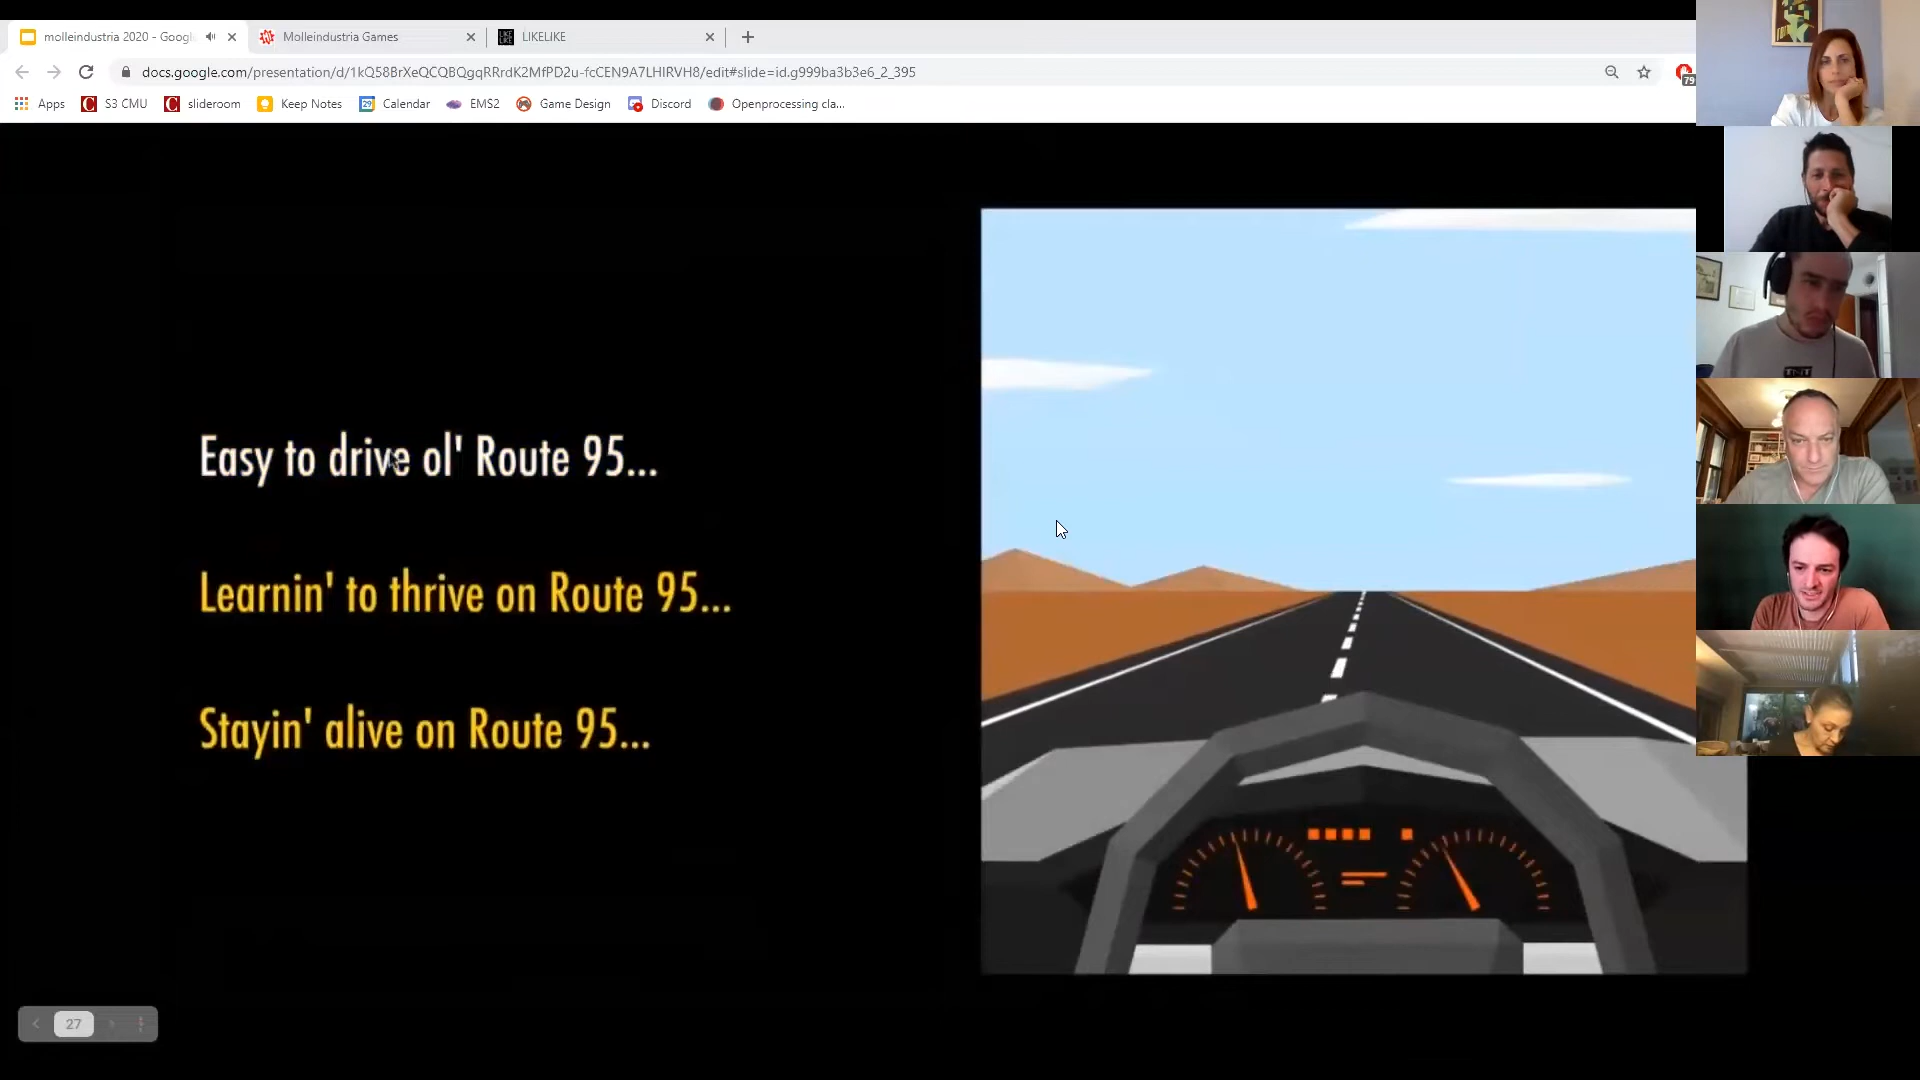 molleindustria 2020 - Googl
Molleindustria Games
LIKELIKE
docs.google.com/presentation/d/1kQ58BrXeQCQBQgqRRrdK2MfPD2u-fcCEN9A7LHIRVH8/edit#slide=id.g999ba3b3e6_2_395
79
Apps
S3 CMU
slideroom
Keep Notes
Calendar
EMS2
Game Design
Discord
Openprocessing cla...
Easy to drive ol' Route 95...
Learnin' to thrive on Route 95...
Stayin' alive on Route 95...
TNT
27